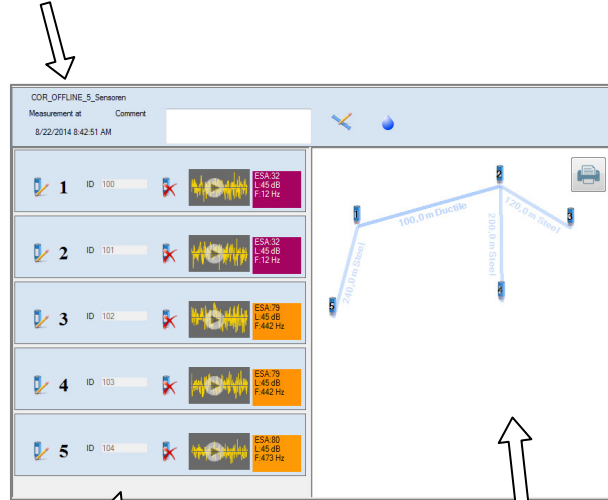 COR_OFFLINE_5_Sensoren
Measurement at Comment
8/22/2014 8:42:51 AM
1 ID 100
ESA:32
L:45 dB
F:12 Hz
2 ID 101
ESA:32
L:45 dB
F:12 Hz
3 ID 102
ESA:79
L:45 dB
F:442 Hz
4 ID 103
ESA:79
L:45 dB
F:442 Hz
5 ID 104
ESA:80
L:45 dB
F:473 Hz
2
1
3
100,0 m Ductile
120,0 m Steel
200,0 m Steel
240,0 m Steel
4
5